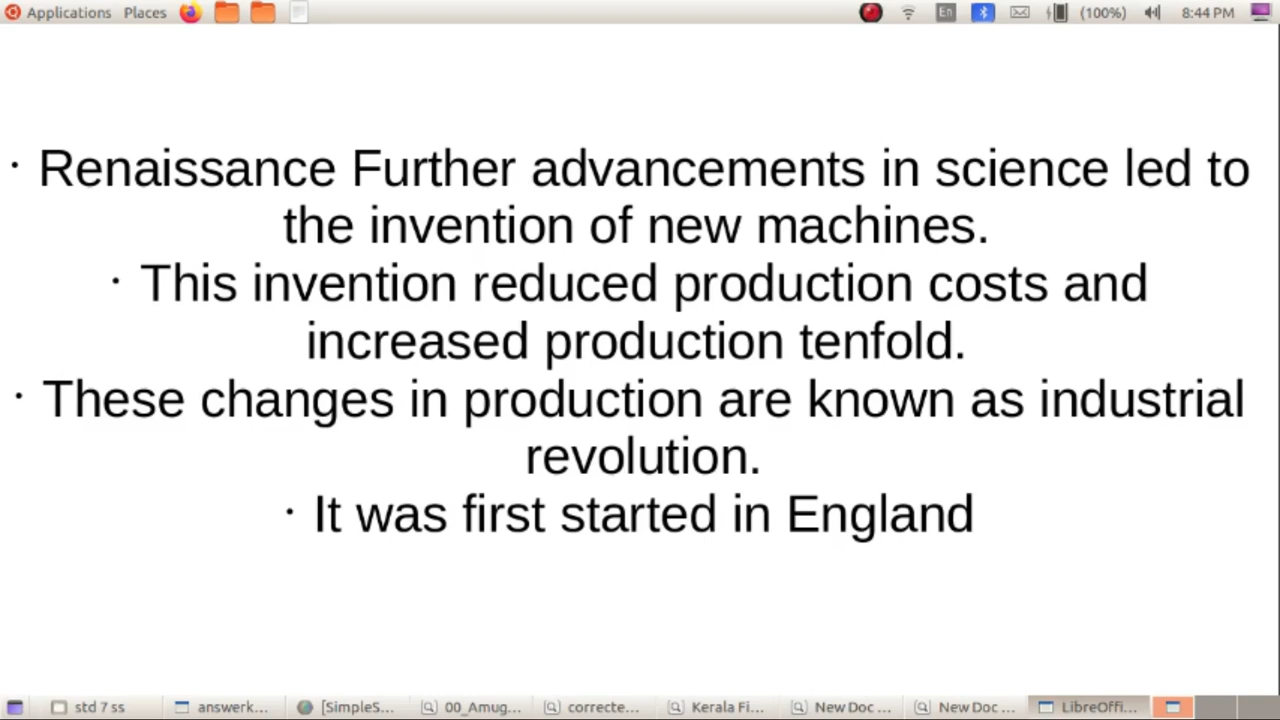 Applications Places En (100%) 8:44 PM
· Renaissance Further advancements in science led to
the invention of new machines.
· This invention reduced production costs and
increased production tenfold.
· These changes in production are known as industrial
revolution.
· It was first started in England
std 7 ss answerk... [SimpleS... 00_Amug... correcte... Kerala Fi... New Doc ... New Doc ... LibreOffi...